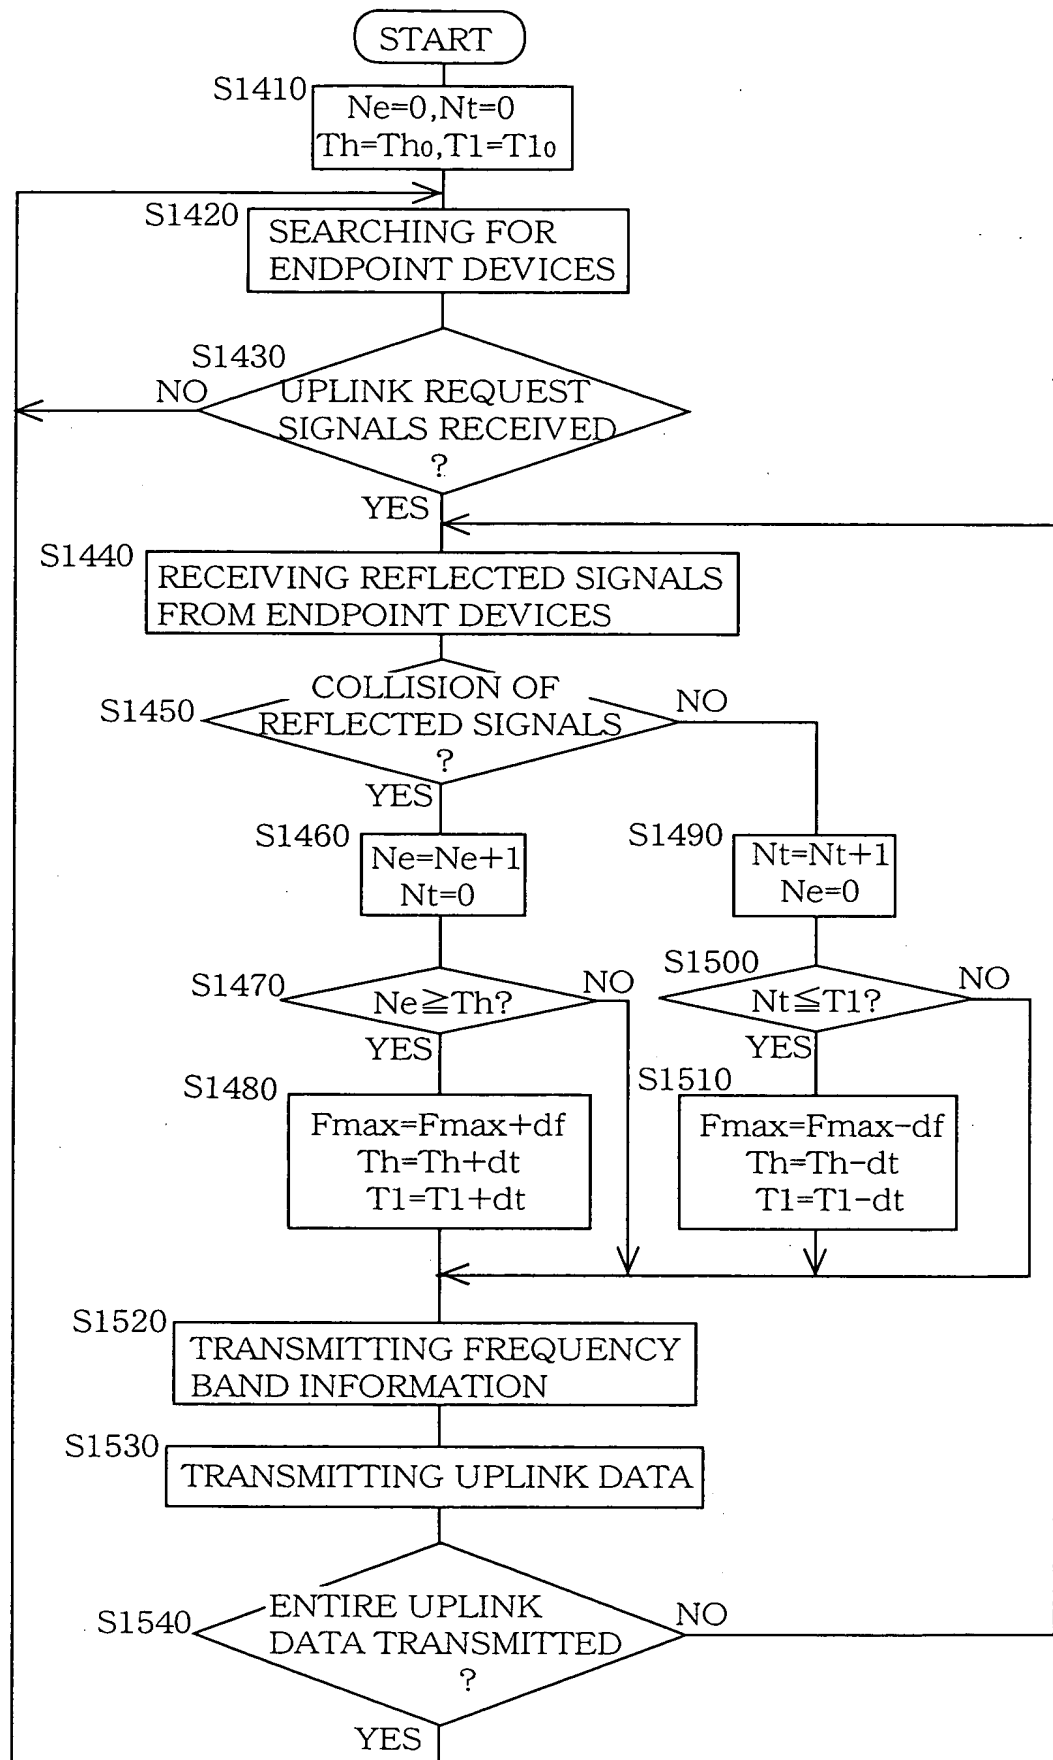 START
S1410
Ne=0,Nt=0
Th=Th0,T1=T10
S1420
SEARCHING FOR
ENDPOINT DEVICES
S1430
NO
UPLINK REQUEST
SIGNALS RECEIVED
?
YES
S1440
RECEIVING REFLECTED SIGNALS
FROM ENDPOINT DEVICES
S1450
COLLISION OF
REFLECTED SIGNALS
?
NO
YES
S1460
Ne=Ne+1
Nt=0
S1490
Nt=Nt+1
Ne=0
S1470
Ne≧Th?
NO
YES
S1500
Nt≦T1?
NO
YES
S1480
Fmax=Fmax+df
Th=Th+dt
T1=T1+dt
S1510
Fmax=Fmax-df
Th=Th-dt
T1=T1-dt
S1520
TRANSMITTING FREQUENCY
BAND INFORMATION
S1530
TRANSMITTING UPLINK DATA
S1540
ENTIRE UPLINK
DATA TRANSMITTED
?
NO
YES